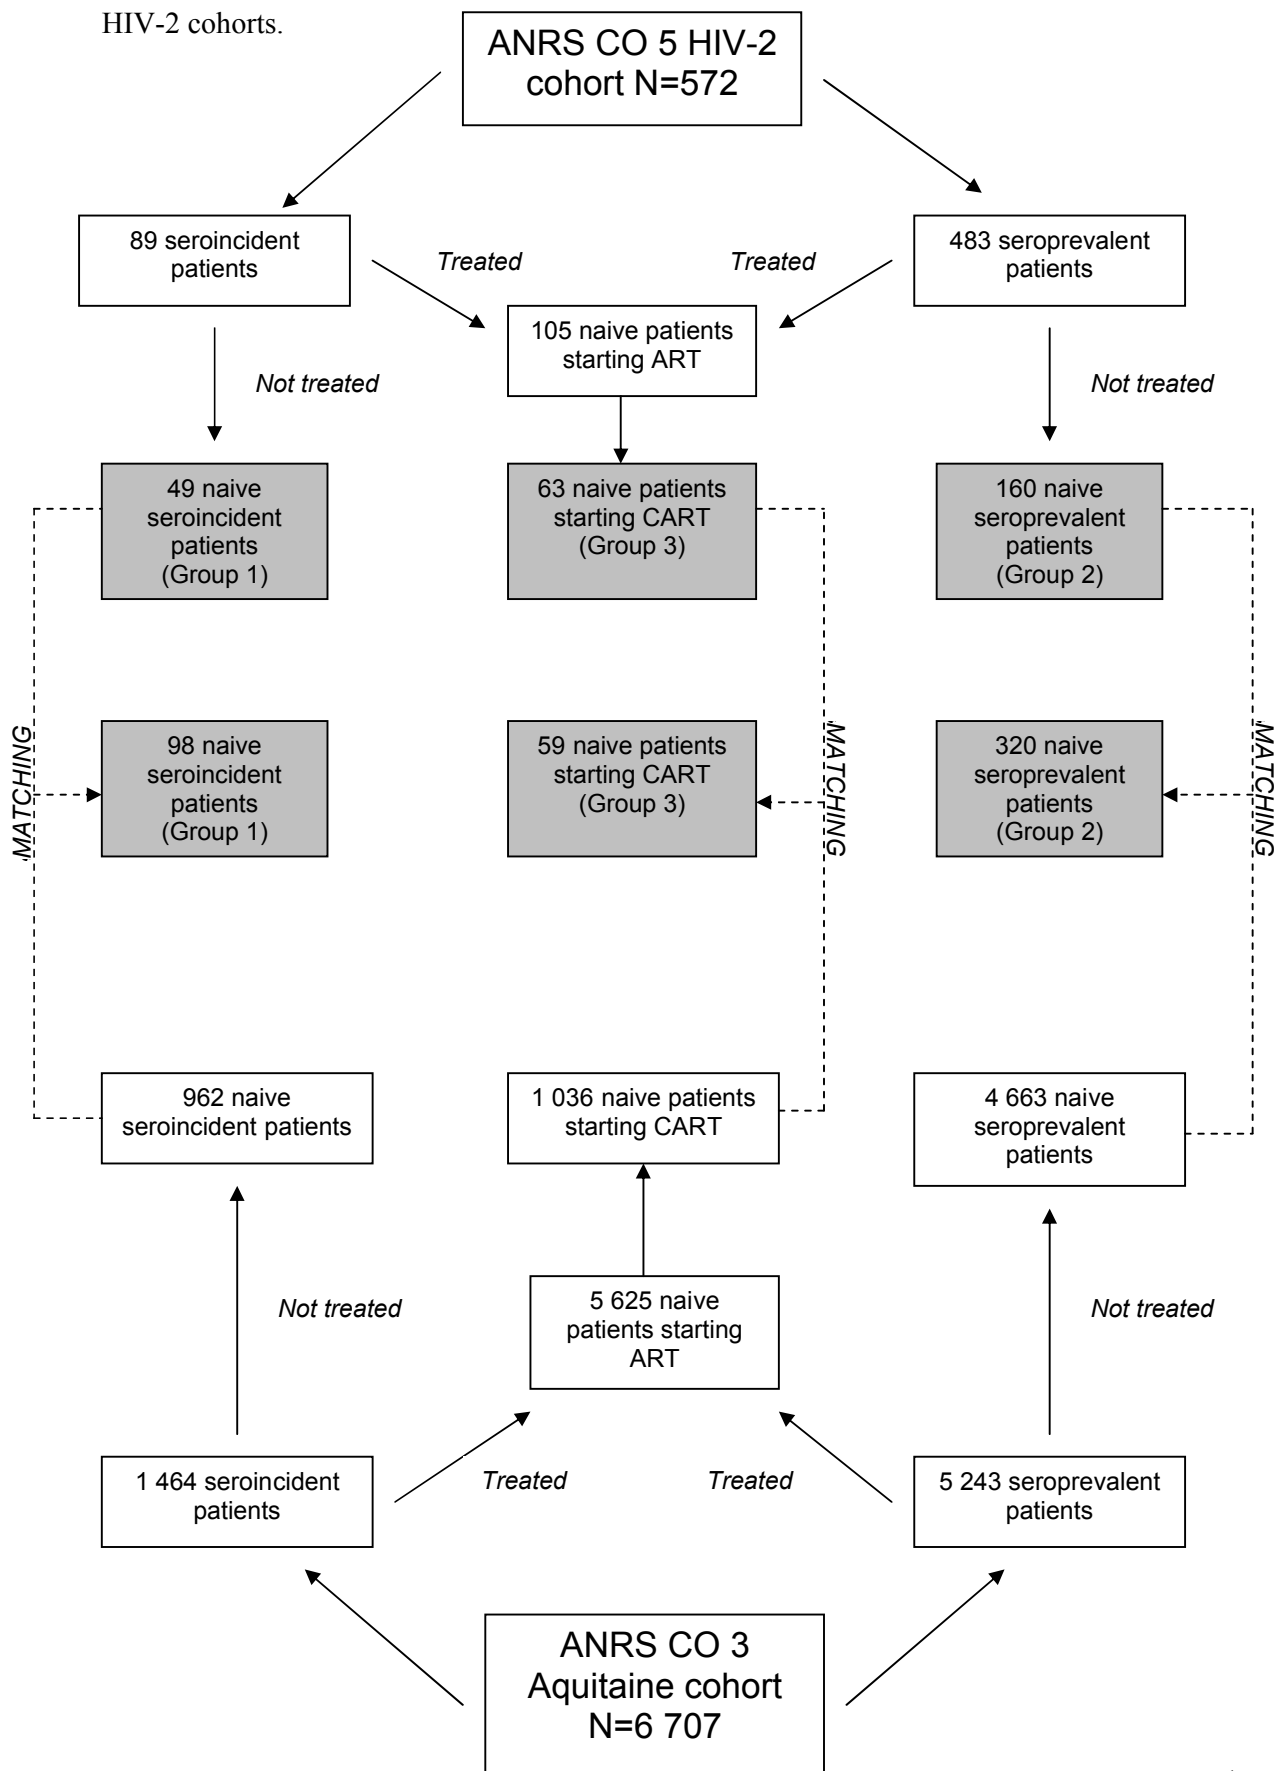 HIV-2 cohorts.
ANRS CO 5 HIV-2
cohort N=572
89 seroincident
patients
Treated
Treated
483 seroprevalent
patients
105 naive patients
starting ART
Not treated
Not treated
49 naive
seroincident
patients
(Group 1)
63 naive patients
starting CART
(Group 3)
160 naive
seroprevalent
patients
(Group 2)
MATCHING
98 naive
seroincident
patients
(Group 1)
59 naive patients
starting CART
(Group 3)
MATCHING
320 naive
seroprevalent
patients
(Group 2)
MATCHING
962 naive
seroincident patients
1 036 naive patients
starting CART
4 663 naive
seroprevalent
patients
Not treated
5 625 naive
patients starting
ART
Not treated
1 464 seroincident
patients
Treated
Treated
5 243 seroprevalent
patients
ANRS CO 3
Aquitaine cohort
N=6 707